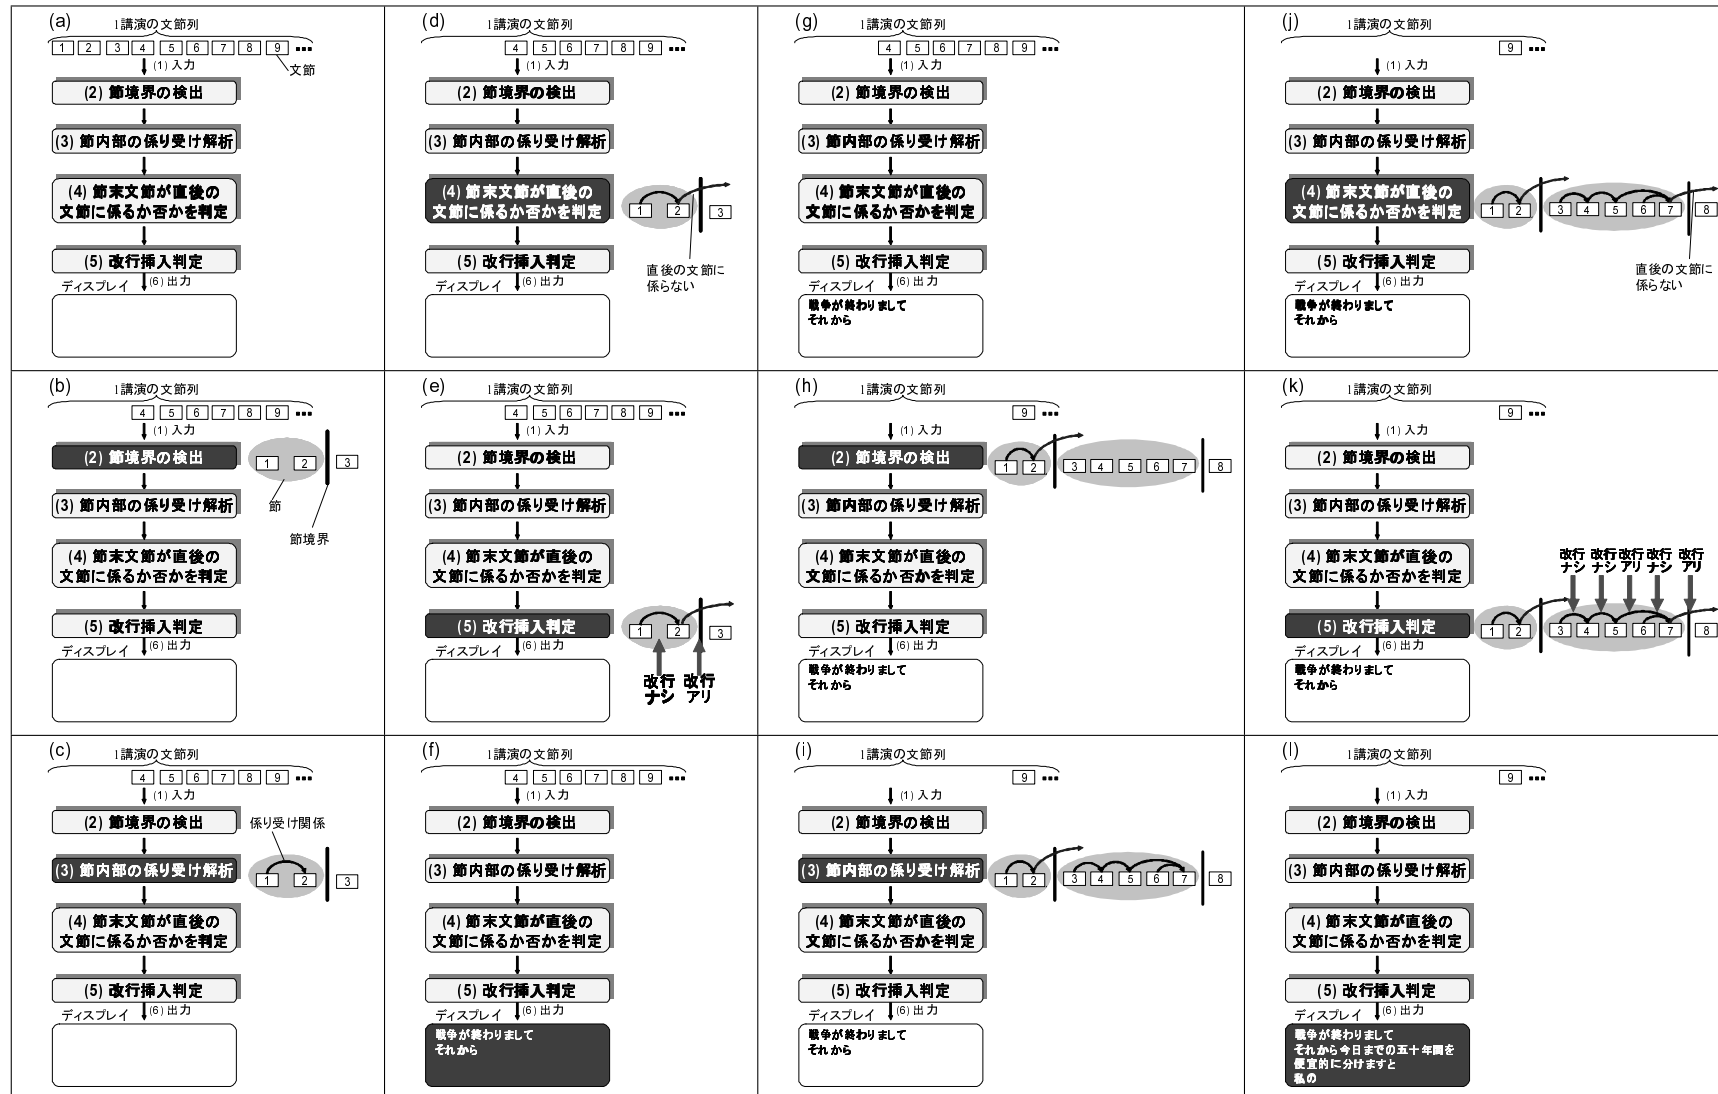 (a)
1講演の文節列
1 2 3 4 5 6 7 8 9 ...
(1) 入力
文節
(2) 節境界の検出
(3) 節内部の係り受け解析
(4) 節末文節が直後の
文節に係るか否かを判定
(5) 改行挿入判定
ディスプレイ (6) 出力
(b)
1講演の文節列
4 5 6 7 8 9 ...
(1) 入力
(2) 節境界の検出
1 2 3
節
節境界
(3) 節内部の係り受け解析
(4) 節末文節が直後の
文節に係るか否かを判定
(5) 改行挿入判定
ディスプレイ (6) 出力
(c)
1講演の文節列
4 5 6 7 8 9 ...
(1) 入力
(2) 節境界の検出
係り受け関係
(3) 節内部の係り受け解析
1 2 3
(4) 節末文節が直後の
文節に係るか否かを判定
(5) 改行挿入判定
ディスプレイ (6) 出力
(d)
1講演の文節列
4 5 6 7 8 9 ...
(1) 入力
(2) 節境界の検出
(3) 節内部の係り受け解析
(4) 節末文節が直後の
文節に係るか否かを判定
1 2 3
直後の文節に
係らない
(5) 改行挿入判定
ディスプレイ (6) 出力
(e)
1講演の文節列
4 5 6 7 8 9 ...
(1) 入力
(2) 節境界の検出
(3) 節内部の係り受け解析
(4) 節末文節が直後の
文節に係るか否かを判定
(5) 改行挿入判定
1 2 3
改行 改行
ナシ アリ
ディスプレイ (6) 出力
(f)
1講演の文節列
4 5 6 7 8 9 ...
(1) 入力
(2) 節境界の検出
(3) 節内部の係り受け解析
(4) 節末文節が直後の
文節に係るか否かを判定
(5) 改行挿入判定
ディスプレイ (6) 出力
戦争が終わりまして
それから
(g)
1講演の文節列
4 5 6 7 8 9 ...
(1) 入力
(2) 節境界の検出
(3) 節内部の係り受け解析
(4) 節末文節が直後の
文節に係るか否かを判定
(5) 改行挿入判定
ディスプレイ (6) 出力
戦争が終わりまして
それから
(h)
1講演の文節列
9 ...
(1) 入力
(2) 節境界の検出
1 2 3 4 5 6 7 8
(3) 節内部の係り受け解析
(4) 節末文節が直後の
文節に係るか否かを判定
(5) 改行挿入判定
ディスプレイ (6) 出力
戦争が終わりまして
それから
(i)
1講演の文節列
9 ...
(1) 入力
(2) 節境界の検出
(3) 節内部の係り受け解析
1 2 3 4 5 6 7 8
(4) 節末文節が直後の
文節に係るか否かを判定
(5) 改行挿入判定
ディスプレイ (6) 出力
戦争が終わりまして
それから
(j)
1講演の文節列
9 ...
(1) 入力
(2) 節境界の検出
(3) 節内部の係り受け解析
(4) 節末文節が直後の
文節に係るか否かを判定
1 2 3 4 5 6 7 8
直後の文節に
係らない
(5) 改行挿入判定
ディスプレイ (6) 出力
戦争が終わりまして
それから
(k)
1講演の文節列
9 ...
(1) 入力
(2) 節境界の検出
(3) 節内部の係り受け解析
(4) 節末文節が直後の
文節に係るか否かを判定
改行 改行 改行 改行 改行
ナシ ナシ アリ ナシ アリ
(5) 改行挿入判定
1 2 3 4 5 6 7 8
ディスプレイ (6) 出力
戦争が終わりまして
それから
(l)
1講演の文節列
9 ...
(1) 入力
(2) 節境界の検出
(3) 節内部の係り受け解析
(4) 節末文節が直後の
文節に係るか否かを判定
(5) 改行挿入判定
ディスプレイ (6) 出力
戦争が終わりまして
それから今日までの五十年間を
便宜的に分けますと
私の